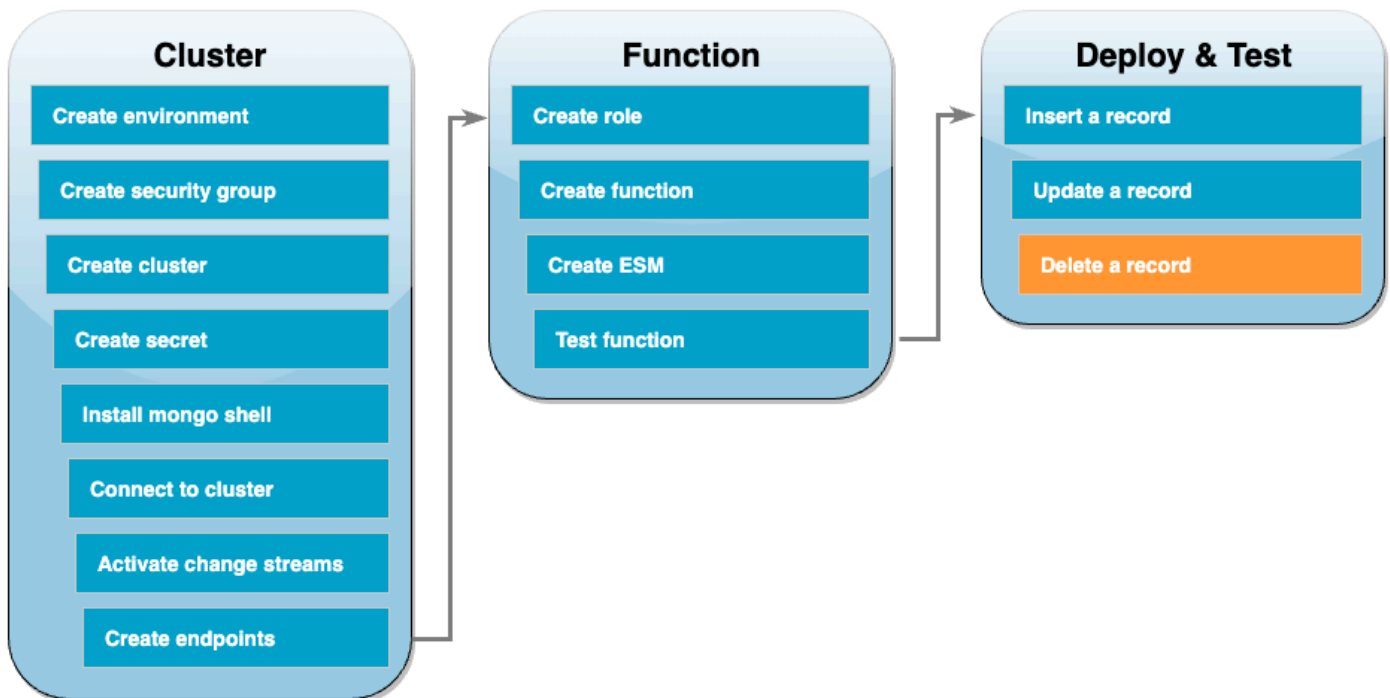 Cluster
Create environment
Create security group
Create cluster
Create secret
Install mongo shell
Connect to cluster
Activate change streams
Create endpoints
Function
Create role
Create function
Create ESM
Test function
Deploy & Test
Insert a record
Update a record
Delete a record